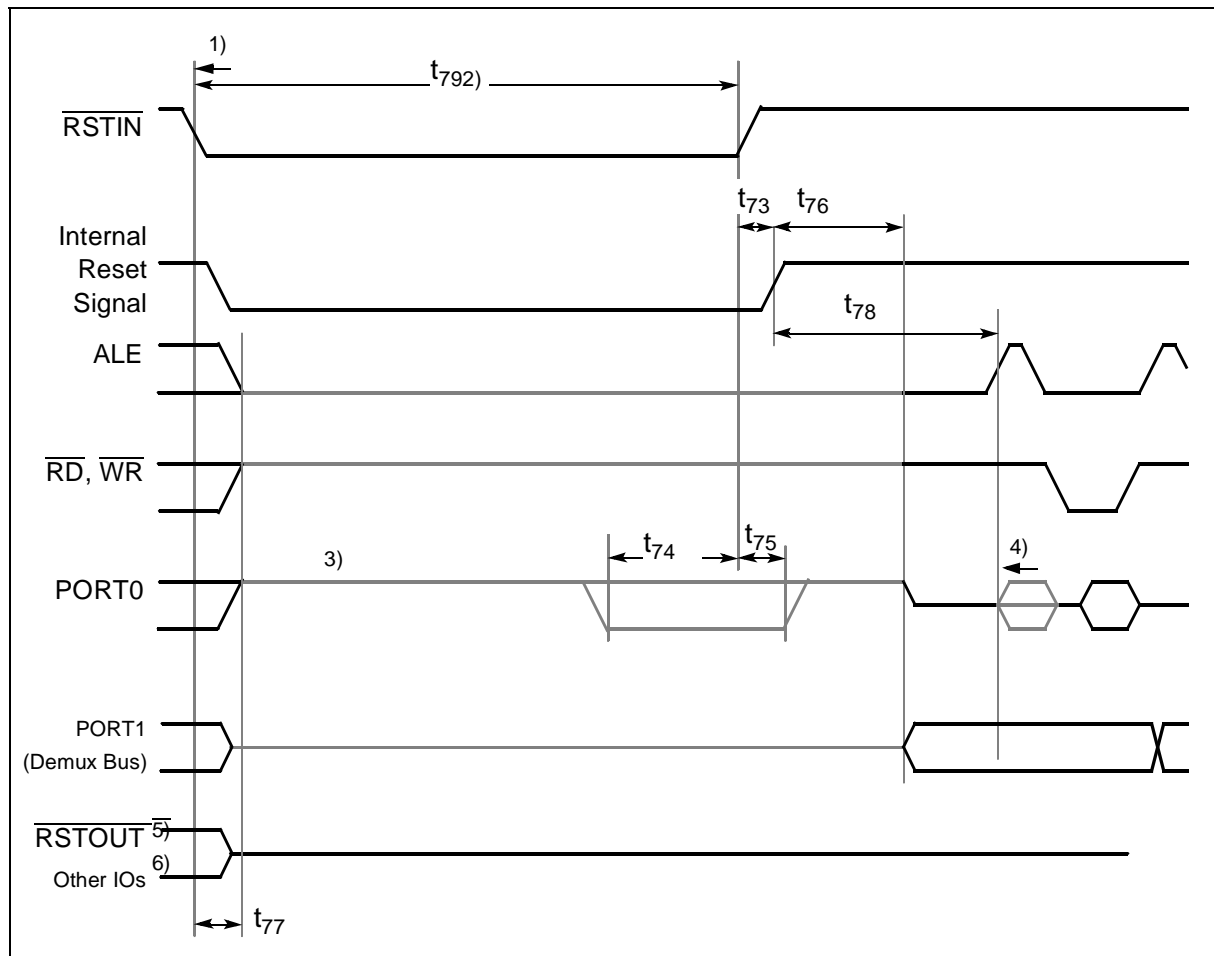 1)
t792)
RSTIN
t73
t76
Internal
Reset
Signal
t78
ALE
RD, WR
t74
t75
3)
4)
PORT0
PORT1
(Demux Bus)
RSTOUT 5)
6)
Other IOs
t77